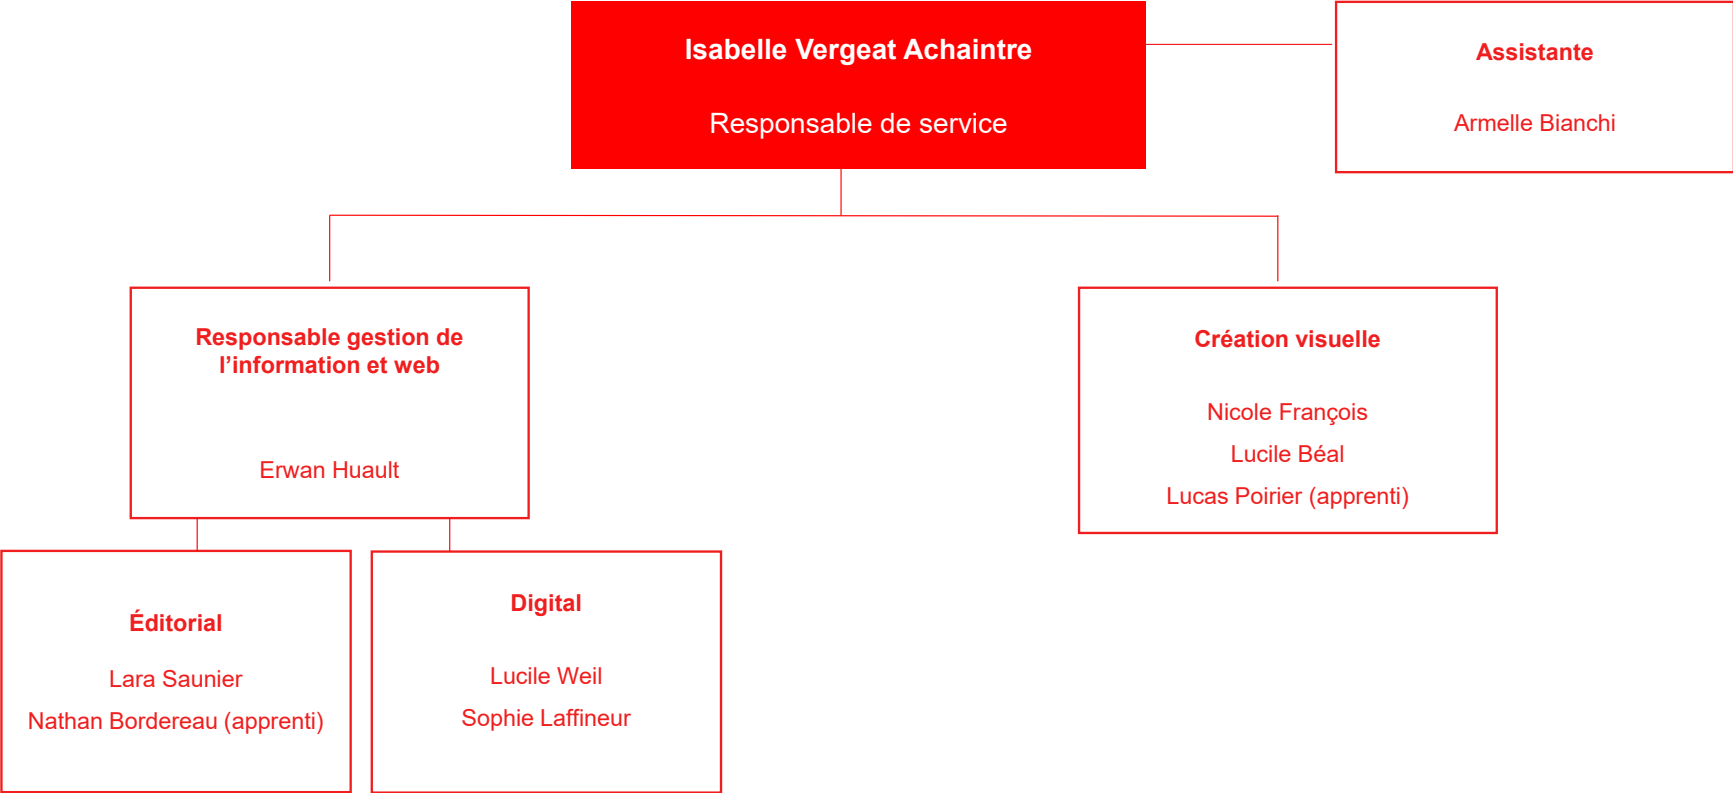 Isabelle Vergeat Achaintre
Responsable de service
Assistante
Armelle Bianchi
Responsable gestion de
l’information et web
Erwan Huault
Création visuelle
Nicole François
Lucile Béal
Lucas Poirier (apprenti)
Éditorial
Lara Saunier
Nathan Bordereau (apprenti)
Digital
Lucile Weil
Sophie Laffineur